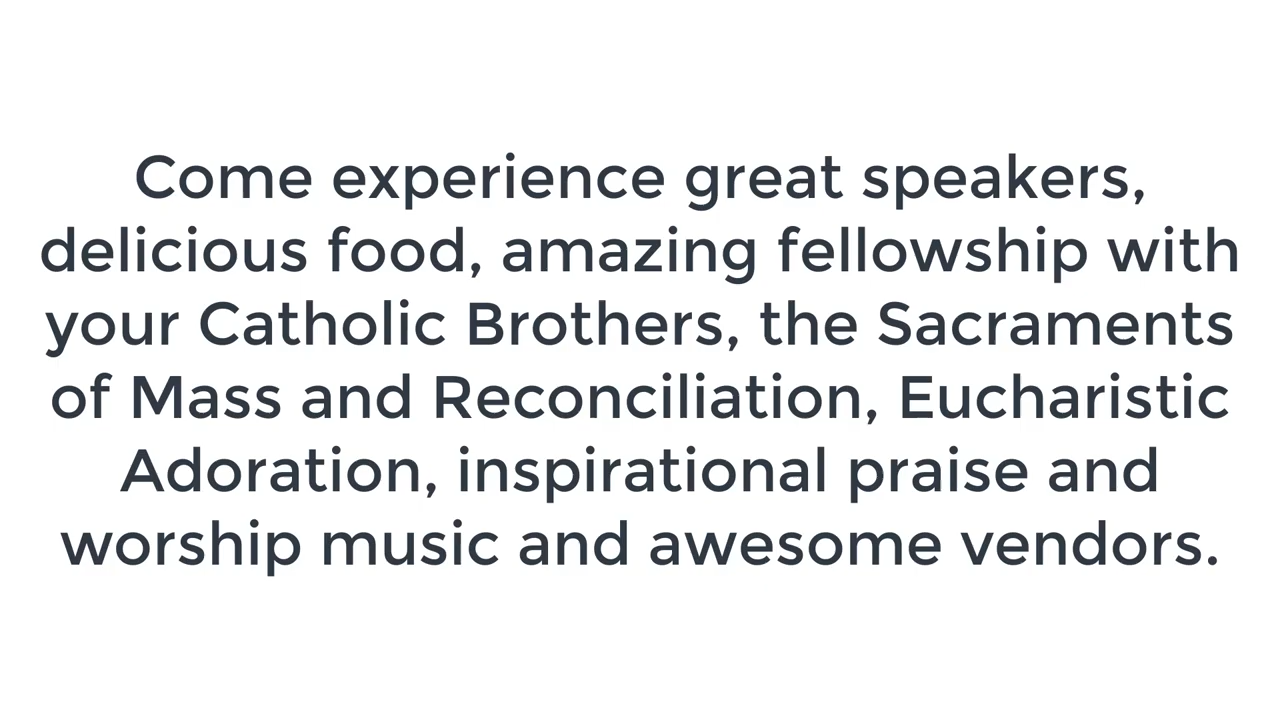 Come experience great speakers,
delicious food, amazing fellowship with
your Catholic Brothers, the Sacraments
of Mass and Reconciliation, Eucharistic
Adoration, inspirational praise and
worship music and awesome vendors.